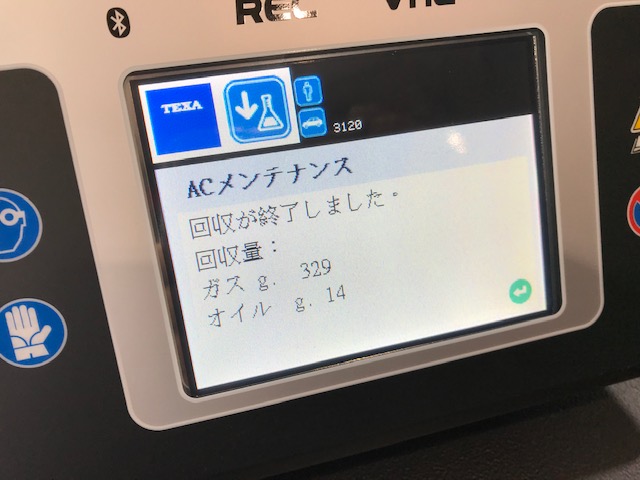 TEXA
3120
ACメンテナンス
回収が終了しました。
回収量:
ガス g. 329
オイル g. 14